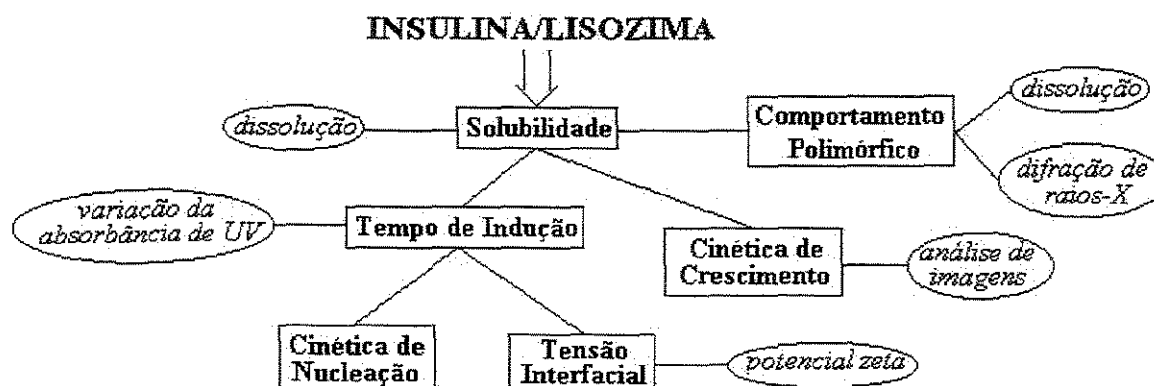 INSULINA/LISOZIMA
dissolução
Solubilidade
Comportamento
Polimórfico
dissolução
difração de
raios-X
variação da
absorbância de UV
Tempo de Indução
Cinética de
Crescimento
análise de
imagens
Cinética de
Nucleação
Tensão
Interfacial
potencial zeta